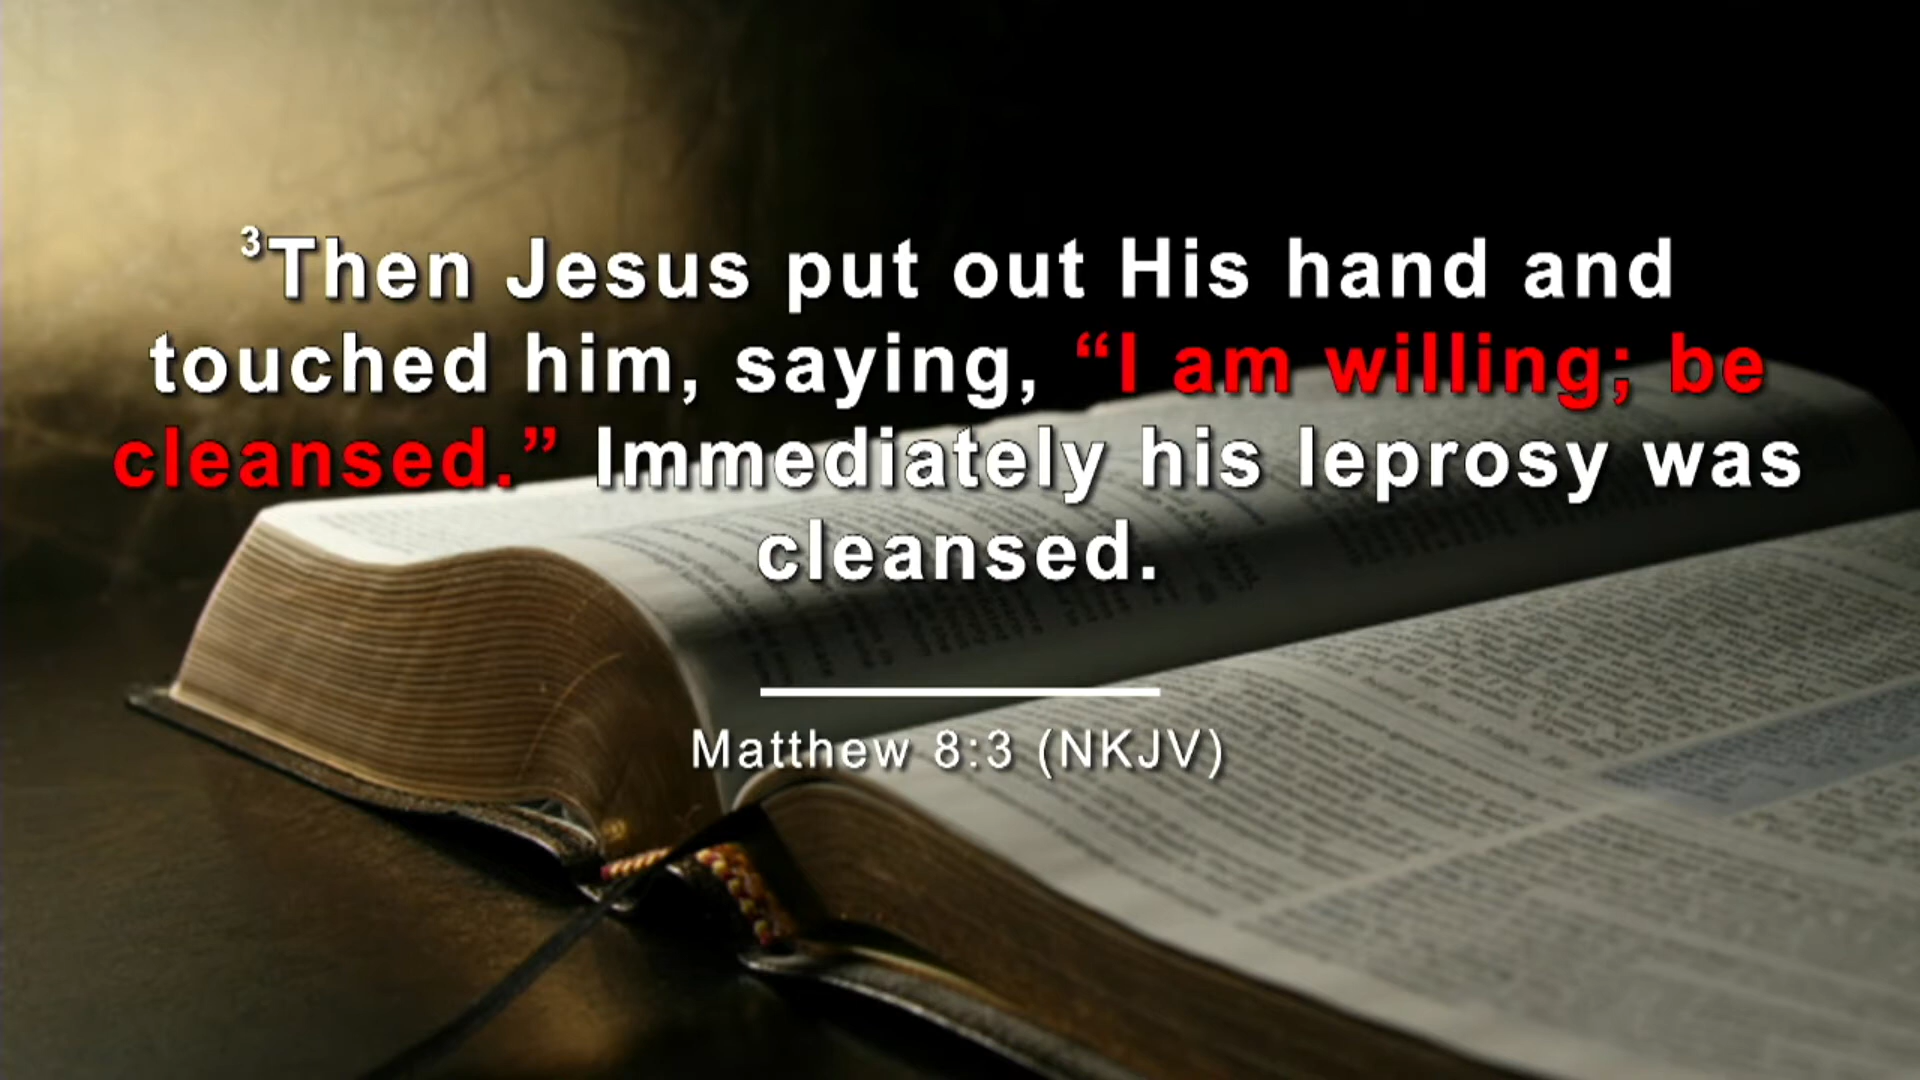 ³Then Jesus put out His hand and
touched him, saying, “I am willing; be
cleansed.” Immediately his leprosy was
cleansed.
Matthew 8:3 (NKJV)